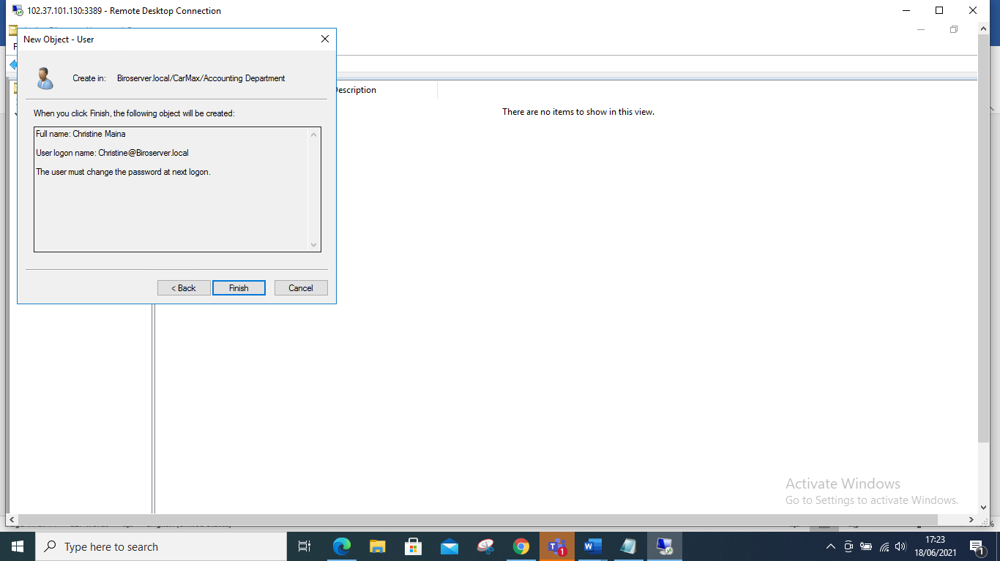 102.37.101.130:3389 - Remote Desktop Connection
New Object - User
F
Create in: Biroserver.local/CarMax/Accounting Department
Description
When you click Finish, the following object will be created:
There are no items to show in this view.
Full name: Christine Maina
User logon name: Christine@Biroserver.local
The user must change the password at next logon.
< Back
Finish
Cancel
Activate Windows
Go to Settings to activate Windows.
Type here to search
1
17:23
18/06/2021
1